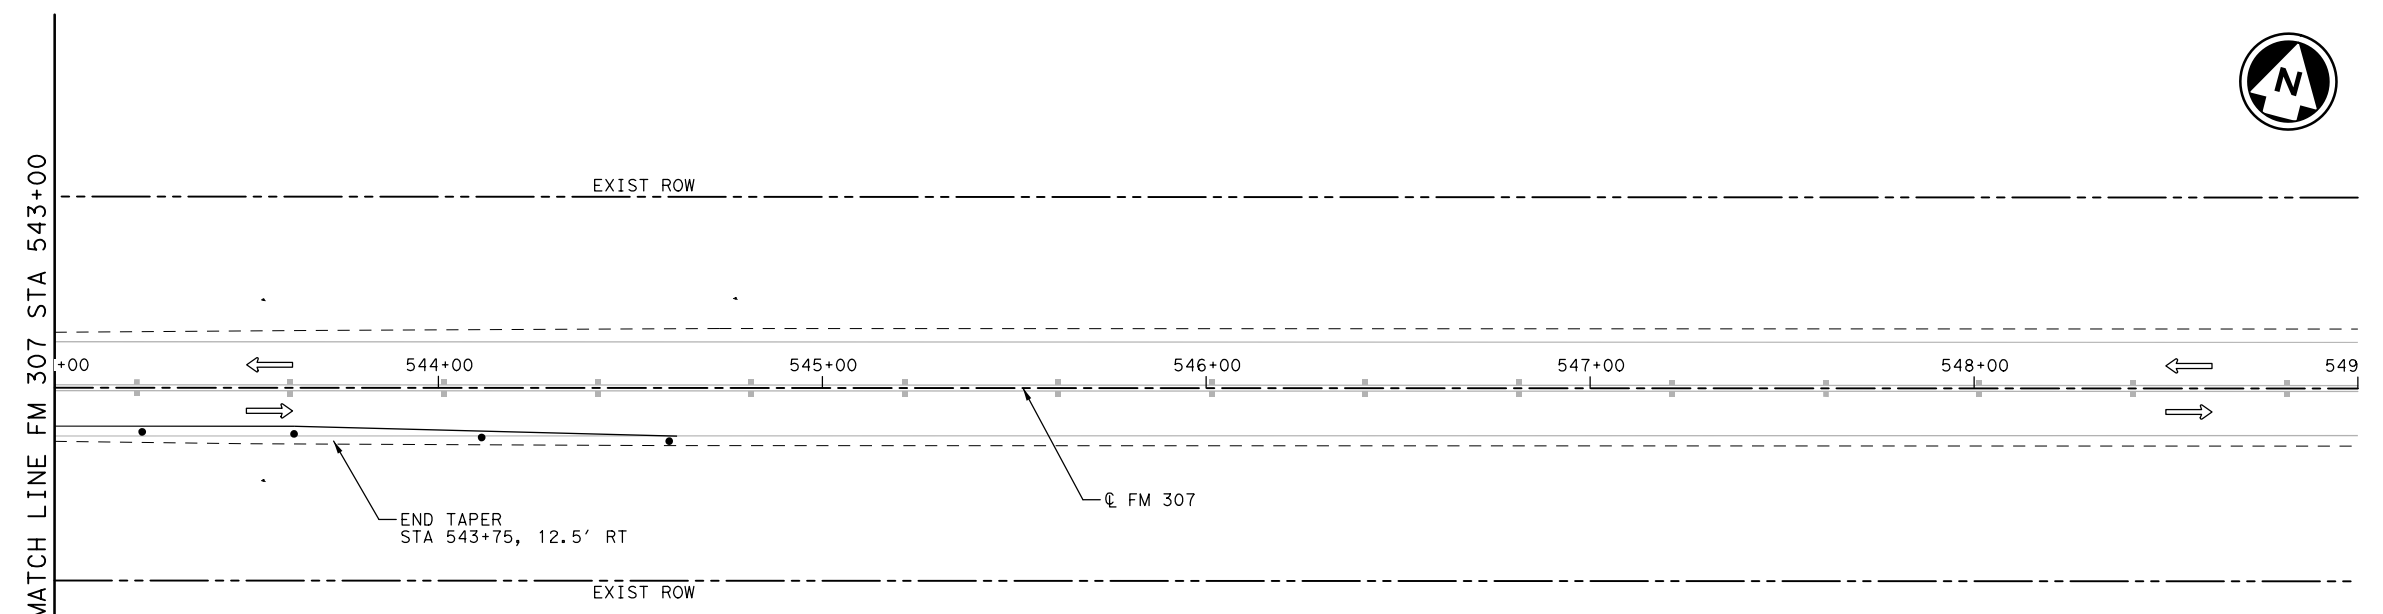 MATCH LINE FM 307 STA 543+00
N
EXIST ROW
+00 544+00 545+00 546+00 547+00 548+00 549
℄ FM 307
END TAPER
STA 543+75, 12.5' RT
EXIST ROW